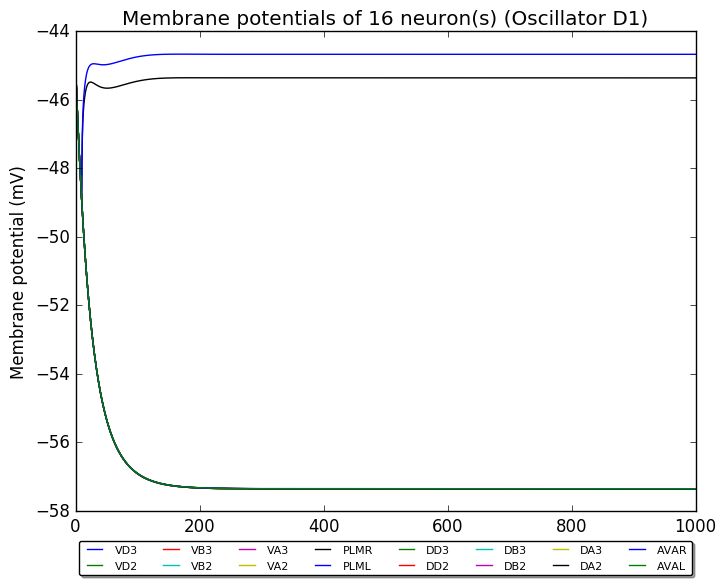 Membrane potentials of 16 neuron(s) (Oscillator D1)
Membrane potential (mV)
−44
−46
−48
−50
−52
−54
−56
−58
0 200 400 600 800 1000
VD3 VB3 VA3 PLMR DD3 DB3 DA3 AVAR
VD2 VB2 VA2 PLML DD2 DB2 DA2 AVAL